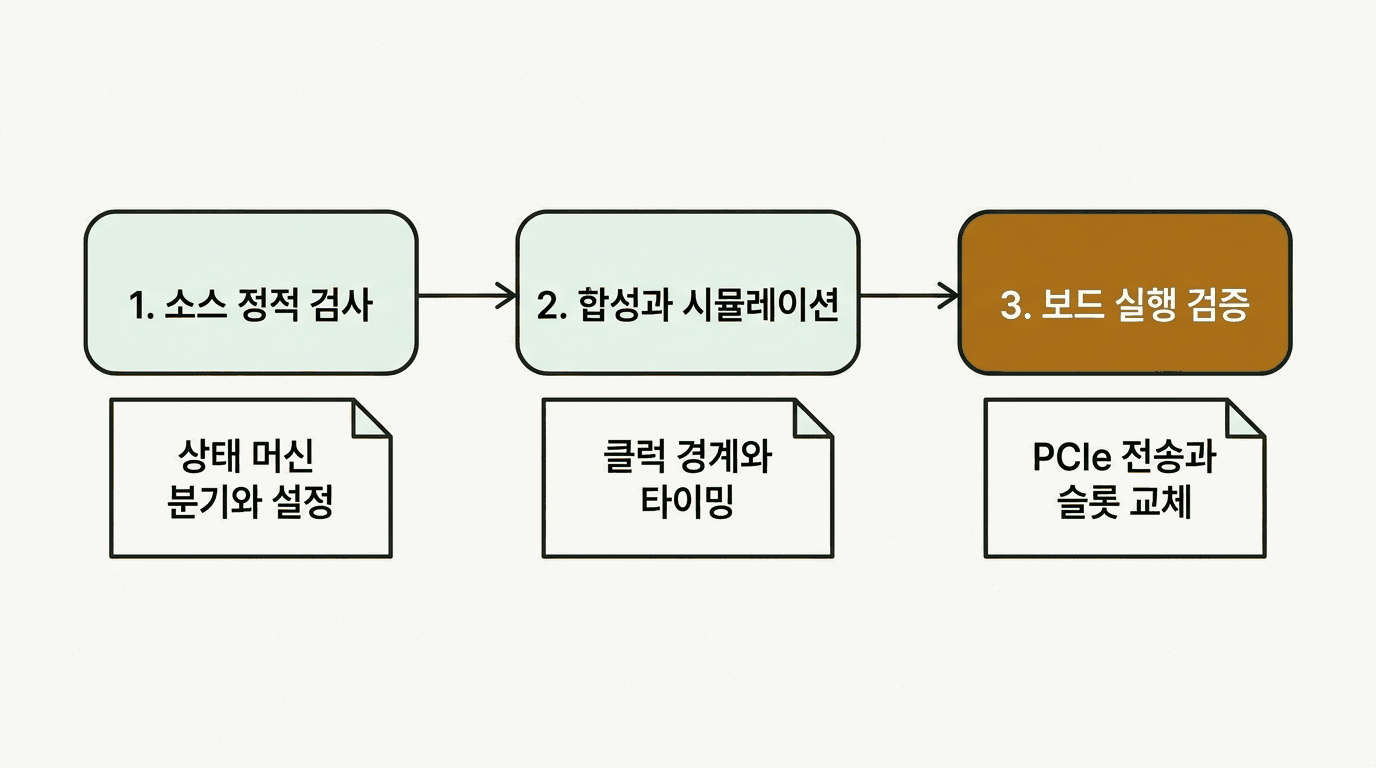 1. 소스 정적 검사
2. 합성과 시뮬레이션
3. 보드 실행 검증
상태 머신
분기와 설정
클럭 경계와
타이밍
PCIe 전송과
슬롯 교체